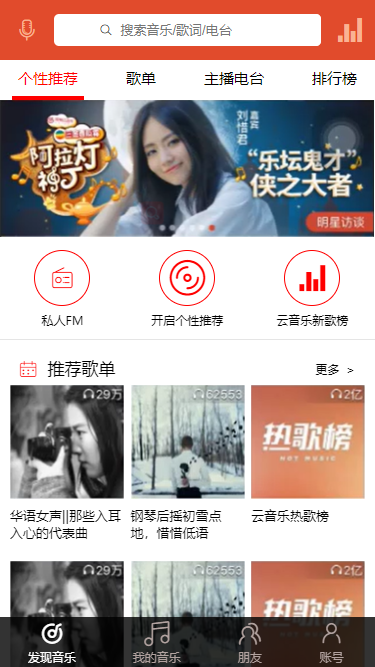 搜索音乐/歌词/电台
个性推荐 歌单 主播电台 排行榜
阿拉灯
神丁
嘉宾
刘惜君
“乐坛鬼才”
侠之大者
明星访谈
私人FM 开启个性推荐 云音乐新歌榜
推荐歌单 更多 >
29万 62553 2亿
热歌榜
HOT MUSIC
华语女声||那些入耳入心的代表曲
钢琴后摇初雪点地，惜惜低语
云音乐热歌榜
29万 62553 2亿
热歌榜
发现音乐 我的音乐 朋友 账号